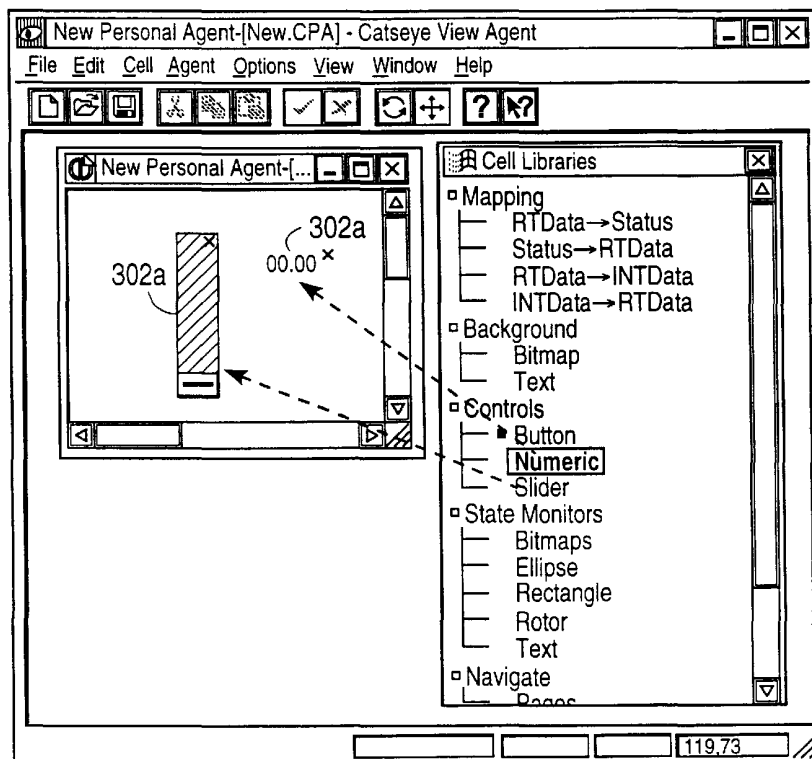 New Personal Agent-[New.CPA] - Catseye View Agent
File Edit Cell Agent Options View Window Help
? ?
New Personal Agent-[...
302a
00.00
302a
Cell Libraries
Mapping
RTData→Status
Status→RTData
RTData→INTData
INTData→RTData
Background
Bitmap
Text
Controls
Button
Numeric
Slider
State Monitors
Bitmaps
Ellipse
Rectangle
Rotor
Text
Navigate
Pages
119,73